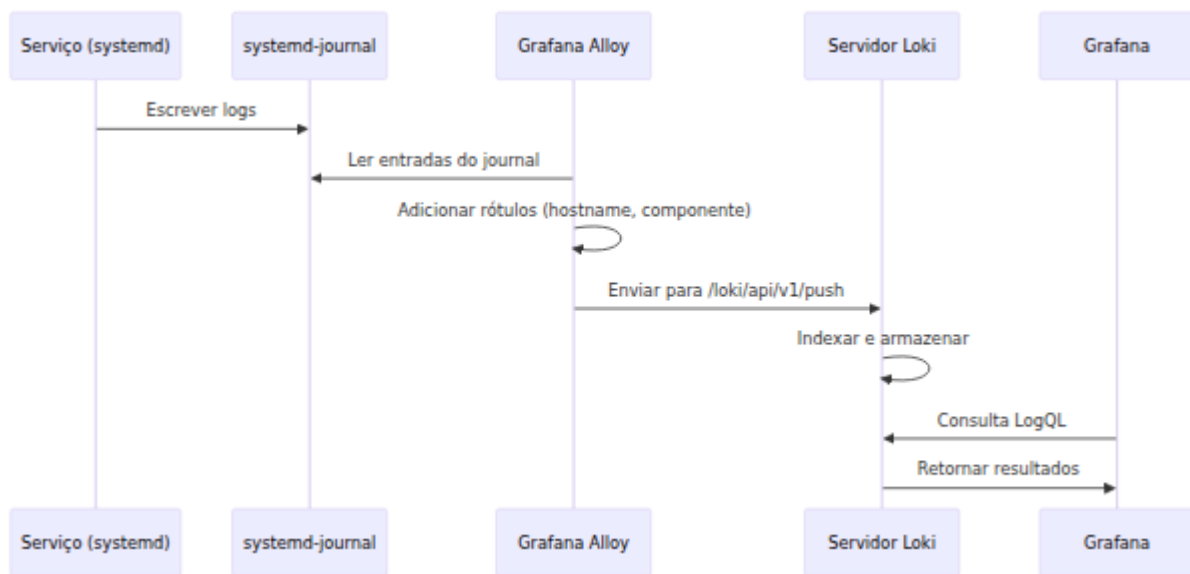 Serviço (systemd)
systemd-journal
Grafana Alloy
Servidor Loki
Grafana
Escrever logs
Ler entradas do journal
Adicionar rótulos (hostname, componente)
Enviar para /loki/api/v1/push
Indexar e armazenar
Consulta LogQL
Retornar resultados
Serviço (systemd)
systemd-journal
Grafana Alloy
Servidor Loki
Grafana